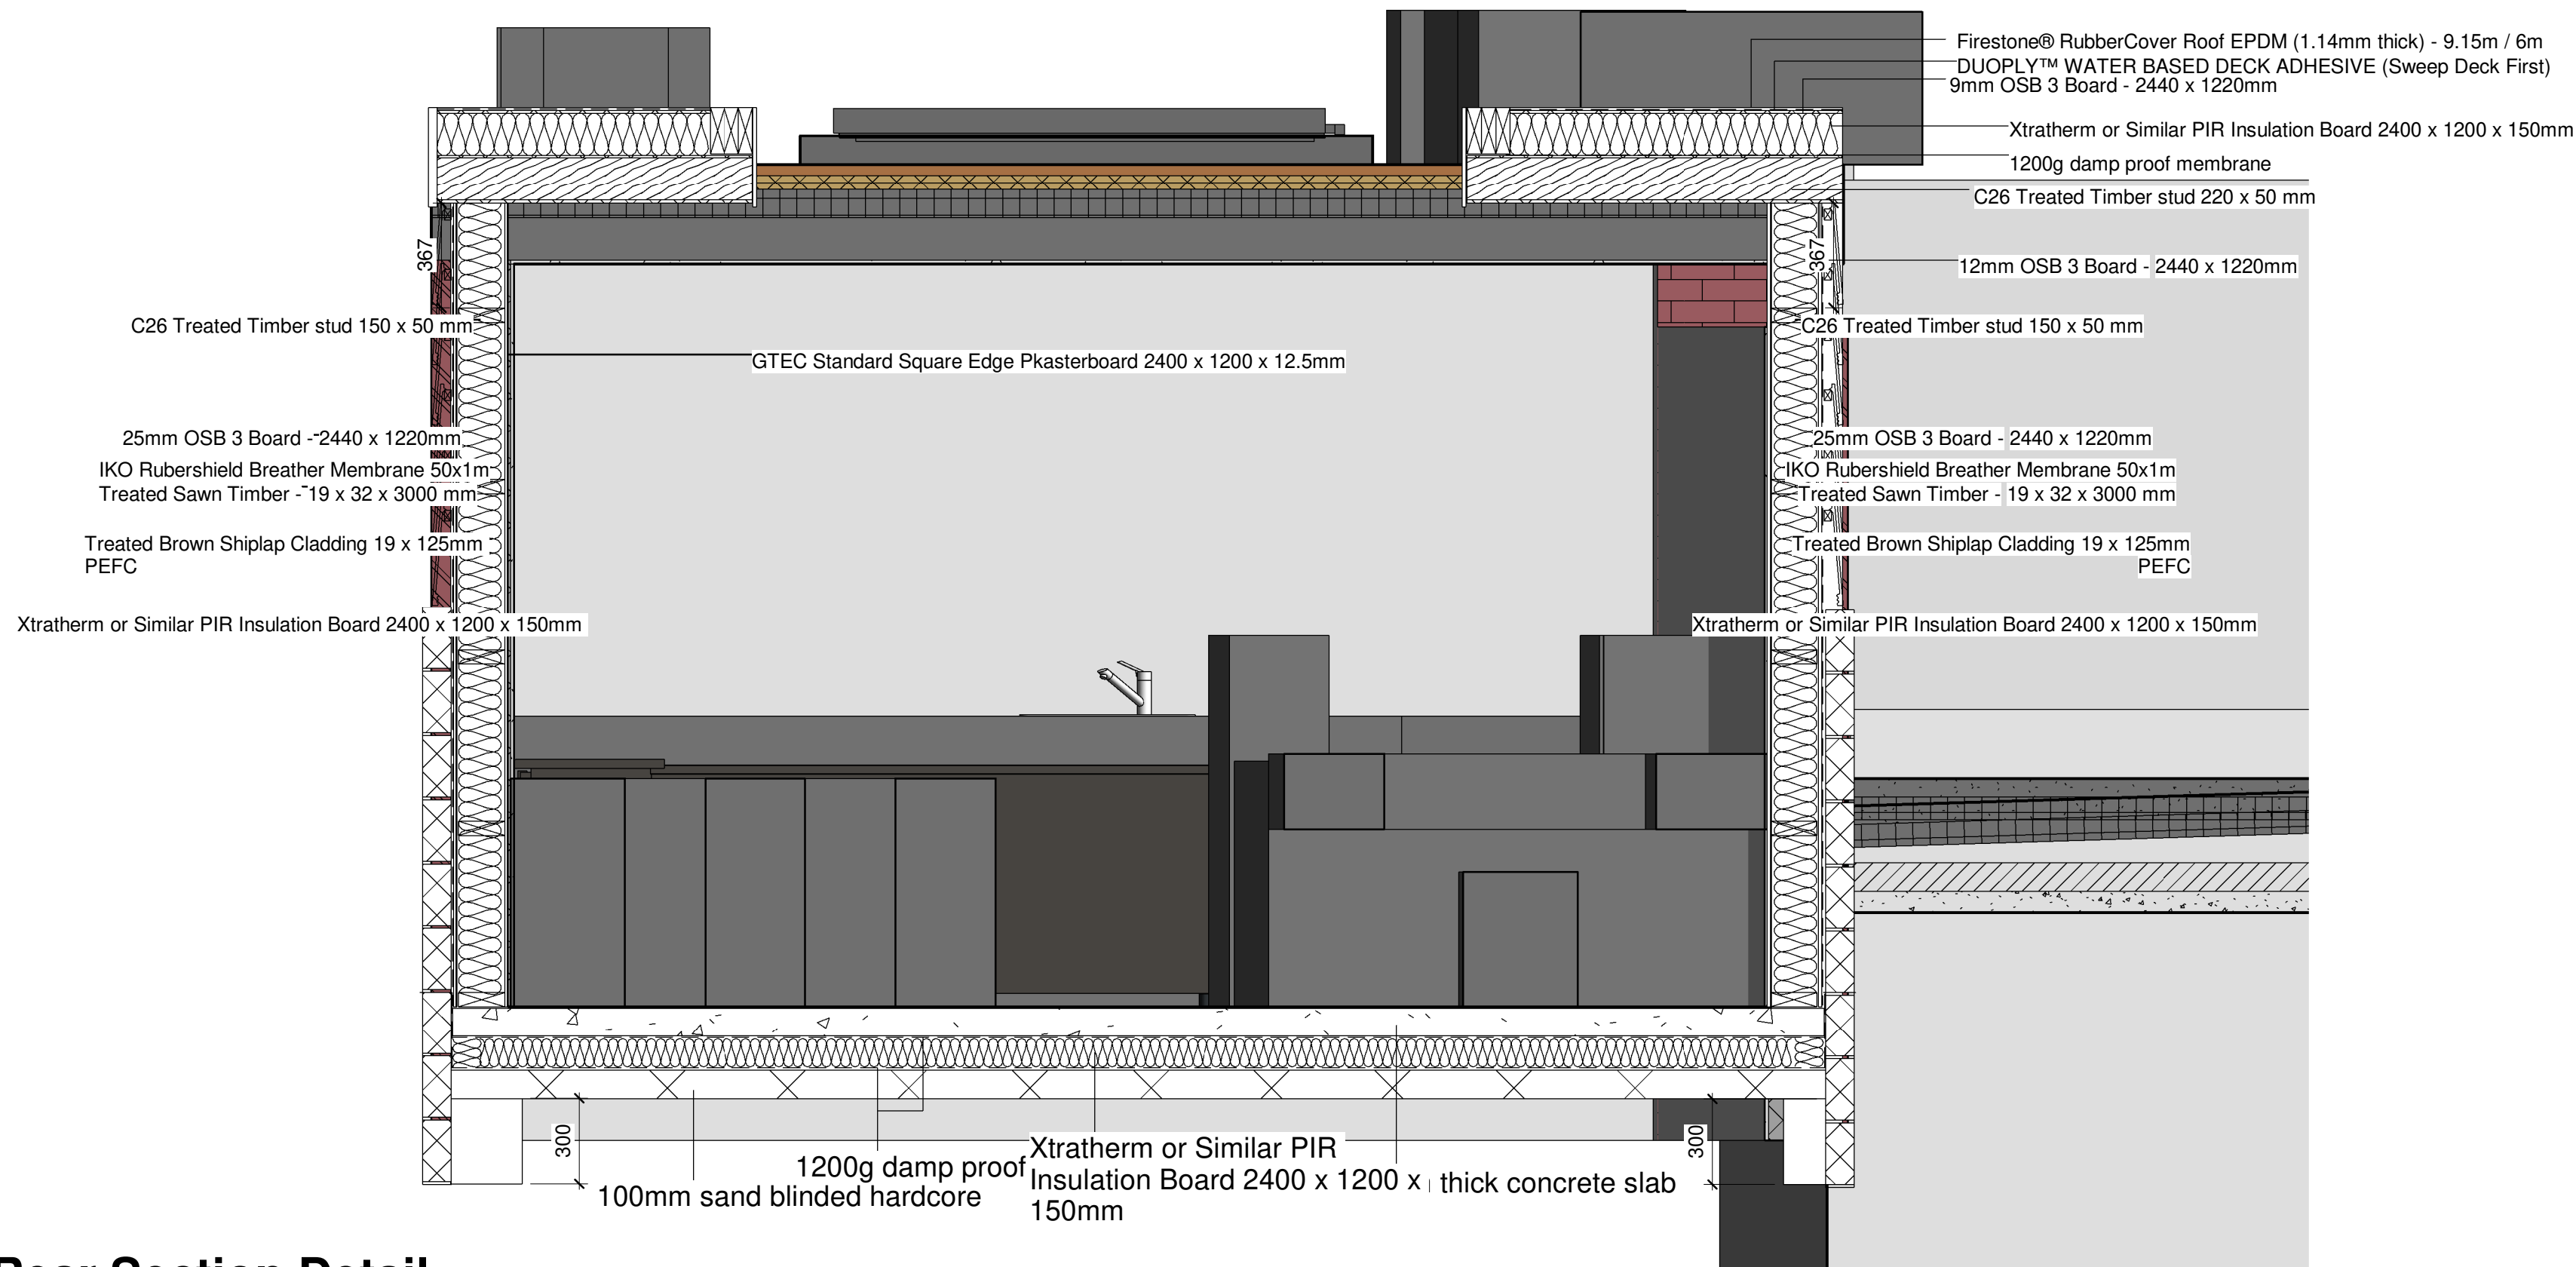 Firestone® RubberCover Roof EPDM (1.14mm thick) - 9.15m / 6m
DUOPLY™ WATER BASED DECK ADHESIVE (Sweep Deck First)
9mm OSB 3 Board - 2440 x 1220mm
Xtratherm or Similar PIR Insulation Board 2400 x 1200 x 150mm
1200g damp proof membrane
C26 Treated Timber stud 220 x 50 mm
367
367
12mm OSB 3 Board - 2440 x 1220mm
C26 Treated Timber stud 150 x 50 mm
C26 Treated Timber stud 150 x 50 mm
GTEC Standard Square Edge Pkasterboard 2400 x 1200 x 12.5mm
25mm OSB 3 Board - 2440 x 1220mm
25mm OSB 3 Board - 2440 x 1220mm
IKO Rubershield Breather Membrane 50x1m
IKO Rubershield Breather Membrane 50x1m
Treated Sawn Timber - 19 x 32 x 3000 mm
Treated Sawn Timber - 19 x 32 x 3000 mm
Treated Brown Shiplap Cladding 19 x 125mm
PEFC
Treated Brown Shiplap Cladding 19 x 125mm
PEFC
Xtratherm or Similar PIR Insulation Board 2400 x 1200 x 150mm
Xtratherm or Similar PIR Insulation Board 2400 x 1200 x 150mm
300
300
1200g damp proof
100mm sand blinded hardcore
Xtratherm or Similar PIR
Insulation Board 2400 x 1200 x
150mm
thick concrete slab
Rear Section Detail